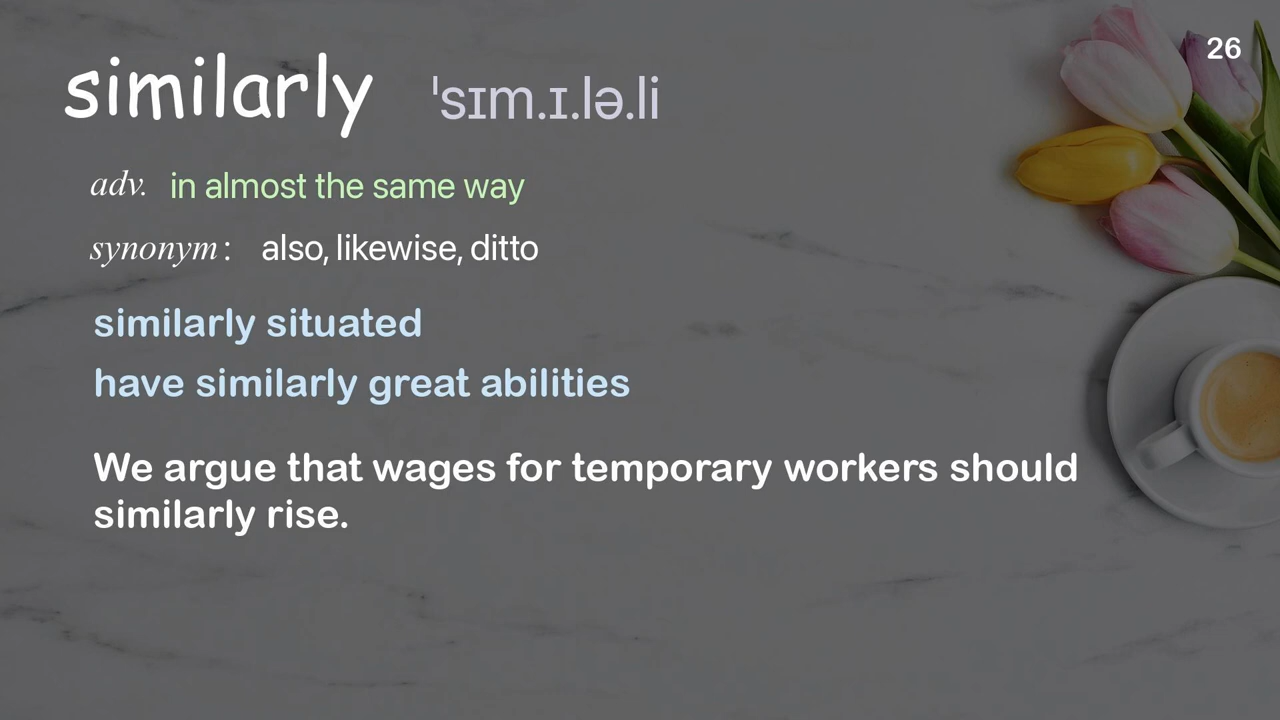 26
similarly ˈsɪm.ɪ.lə.li
adv. in almost the same way
synonym: also, likewise, ditto
similarly situated
have similarly great abilities
We argue that wages for temporary workers should
similarly rise.